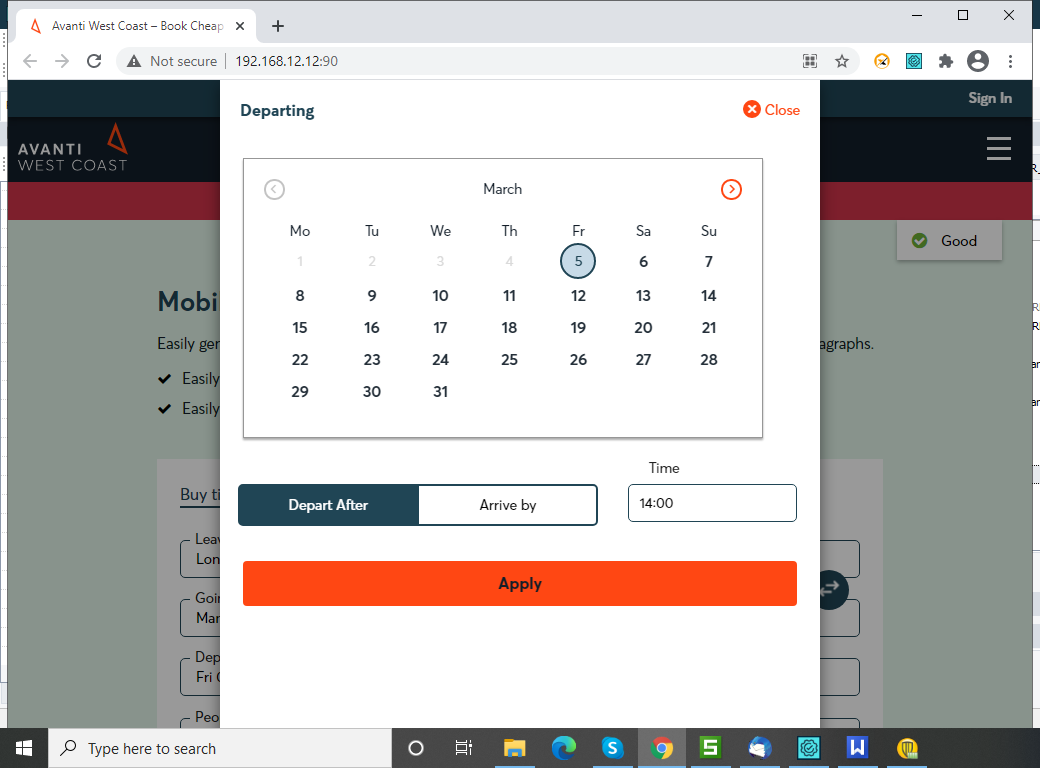 Avanti West Coast – Book Cheap
Not secure
192.168.12.12:90
Sign In
AVANTI
WEST COAST
Departing
Close
March
Mo Tu We Th Fr Sa Su
1 2 3 4 5 6 7
8 9 10 11 12 13 14
15 16 17 18 19 20 21
22 23 24 25 26 27 28
29 30 31
Good
Mobi
Easily ger
agraphs.
Easily
Easily
Time
Depart After
Arrive by
14:00
Apply
Buy ti
Leav
Lon
Goin
Man
Dep
Fri
Peo
Type here to search